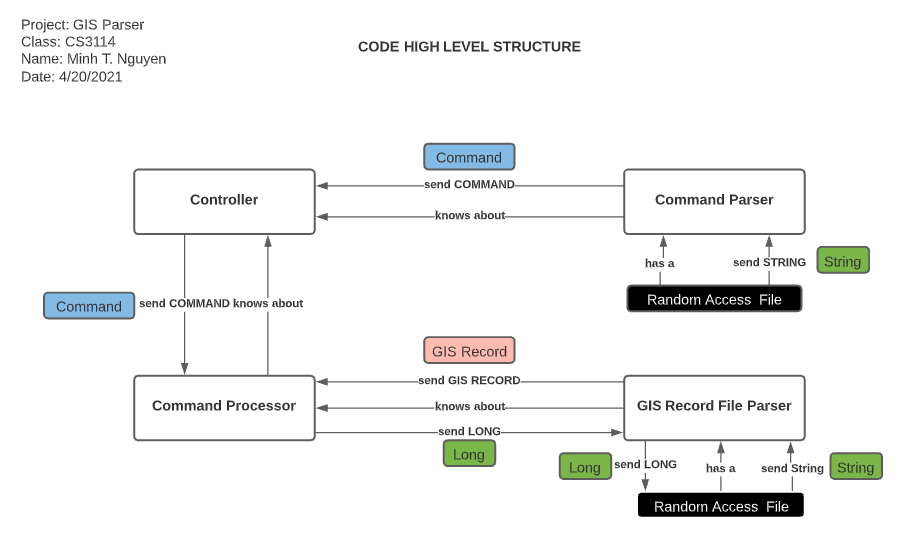 Project: GIS Parser
Class: CS3114
Name: Minh T. Nguyen
Date: 4/20/2021
CODE HIGH LEVEL STRUCTURE
Command
Controller
send COMMAND
knows about
Command Parser
has a
send STRING
String
Random Access File
Command
send COMMAND
knows about
GIS Record
Command Processor
send GIS RECORD
knows about
send LONG
Long
GIS Record File Parser
Long
send LONG
has a
send String
String
Random Access File